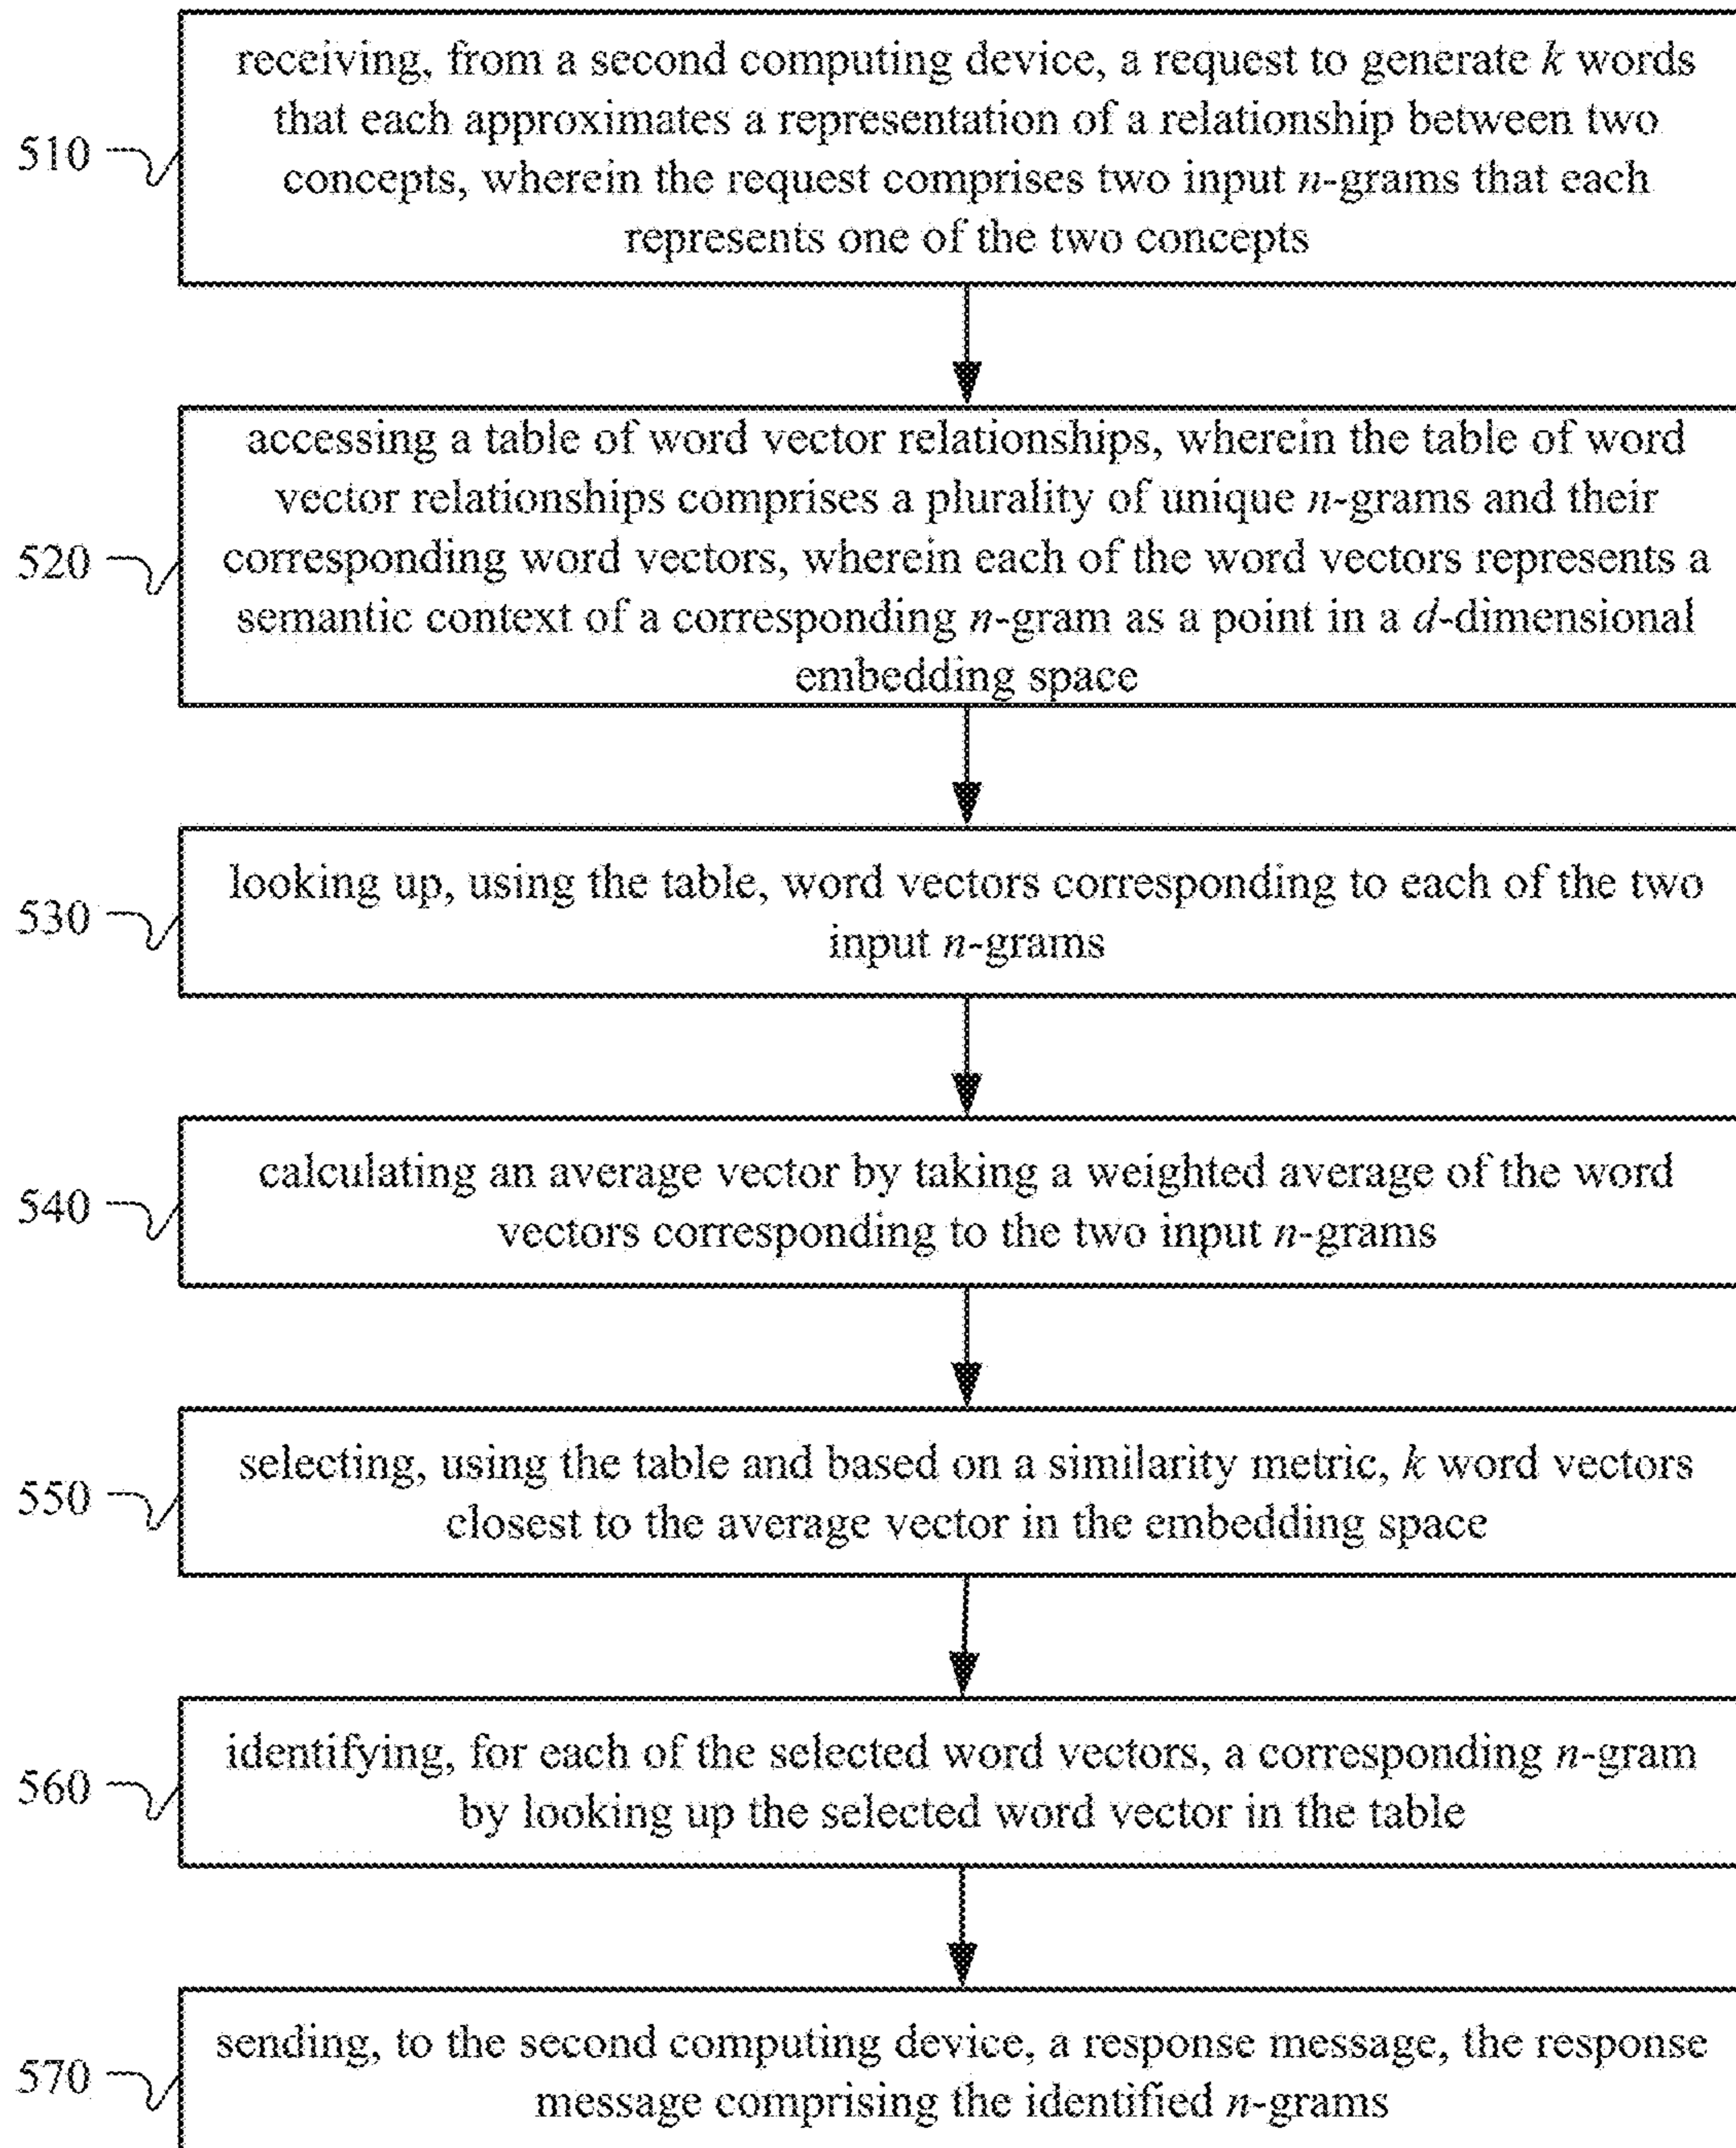 receiving, from a second computing device, a request to generate k words
that each approximates a representation of a relationship between two
510
concepts, wherein the request comprises two input n-grams that each
represents one of the two concepts
accessing a table of word vector relationships, wherein the table of word
vector relationships comprises a plurality of unique n-grams and their
520
corresponding word vectors, wherein each of the word vectors represents a
semantic context of a corresponding n-gram as a point in a d-dimensional
embedding space
looking up, using the table, word vectors corresponding to each of the two
530
input n-grams
calculating an average vector by taking a weighted average of the word
540
vectors corresponding to the two input n-grams
selecting, using the table and based on a similarity metric, k word vectors
550
closest to the average vector in the embedding space
identifying, for each of the selected word vectors, a corresponding n-gram
560
by looking up the selected word vector in the table
sending, to the second computing device, a response message, the response
570
message comprising the identified n-grams